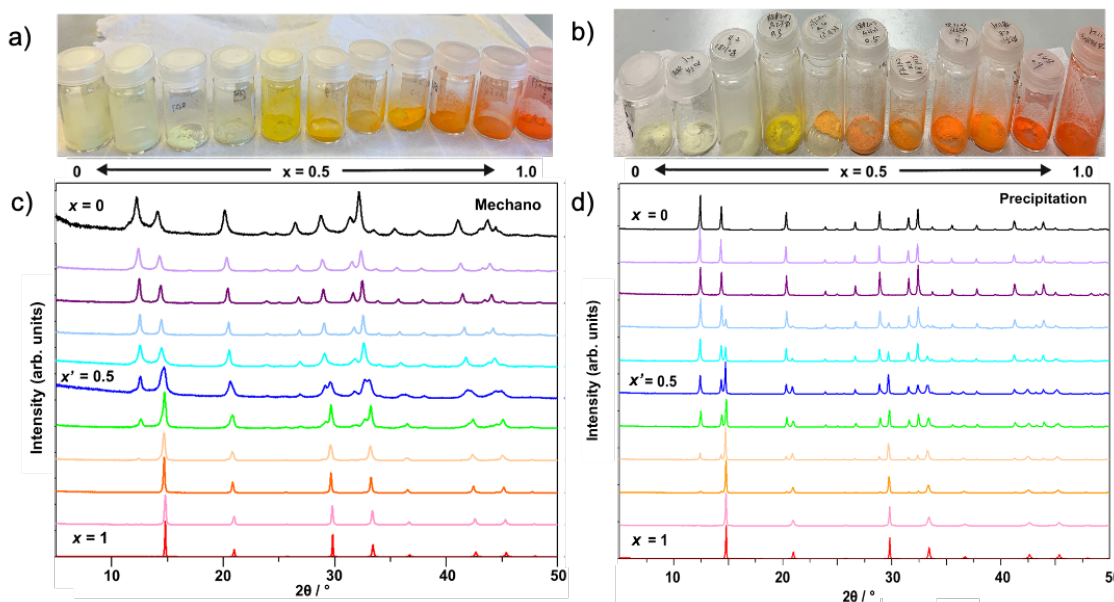 a)
b)
0 x = 0.5 1.0
0 x = 0.5 1.0
c)
x = 0
Mechano
x' = 0.5
x = 1
Intensity (arb. units)
10 20 30 40 50
2θ / °
d)
x = 0
Precipitation
x' = 0.5
x = 1
Intensity (arb. units)
10 20 30 40 50
2θ / °